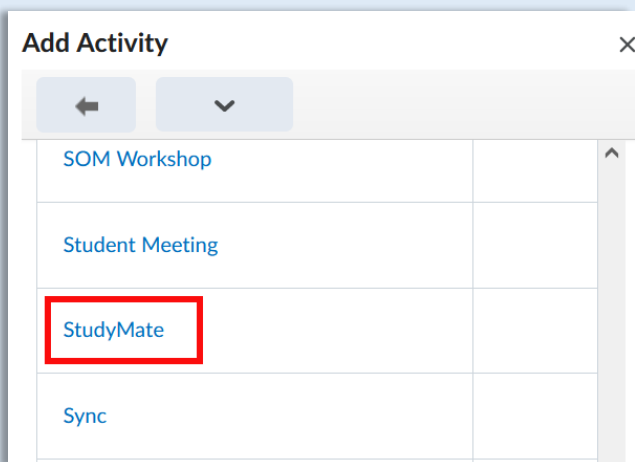 Add Activity
SOM Workshop
Student Meeting
StudyMate
Sync